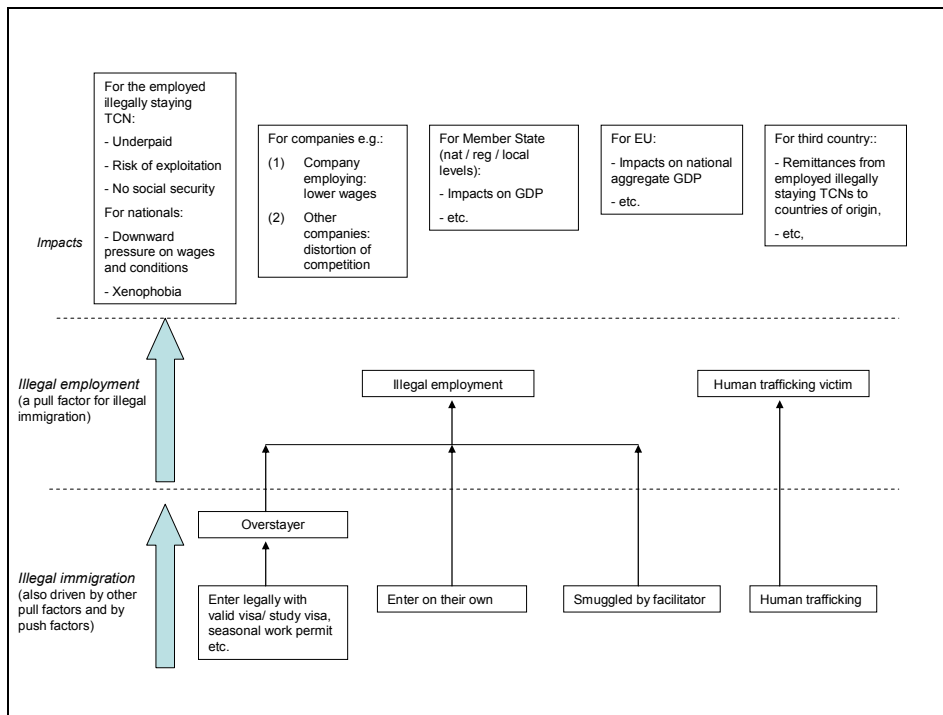 For the employed
illegally staying
TCN:
- Underpaid
- Risk of exploitation
- No social security
For nationals:
- Downward
pressure on wages
and conditions
- Xenophobia
For companies e.g.:
(1) Company
employing:
lower wages
(2) Other
companies:
distortion of
competition
For Member State
(nat / reg / local
levels):
- Impacts on GDP
- etc.
For EU:
- Impacts on national
aggregate GDP
- etc.
For third country::
- Remittances from
employed illegally
staying TCNs to
countries of origin,
- etc,
Impacts
Illegal employment
(a pull factor for illegal
immigration)
Illegal employment
Human trafficking victim
Overstayer
Illegal immigration
(also driven by other
pull factors and by
push factors)
Enter legally with
valid visa/ study visa,
seasonal work permit
etc.
Enter on their own
Smuggled by facilitator
Human trafficking